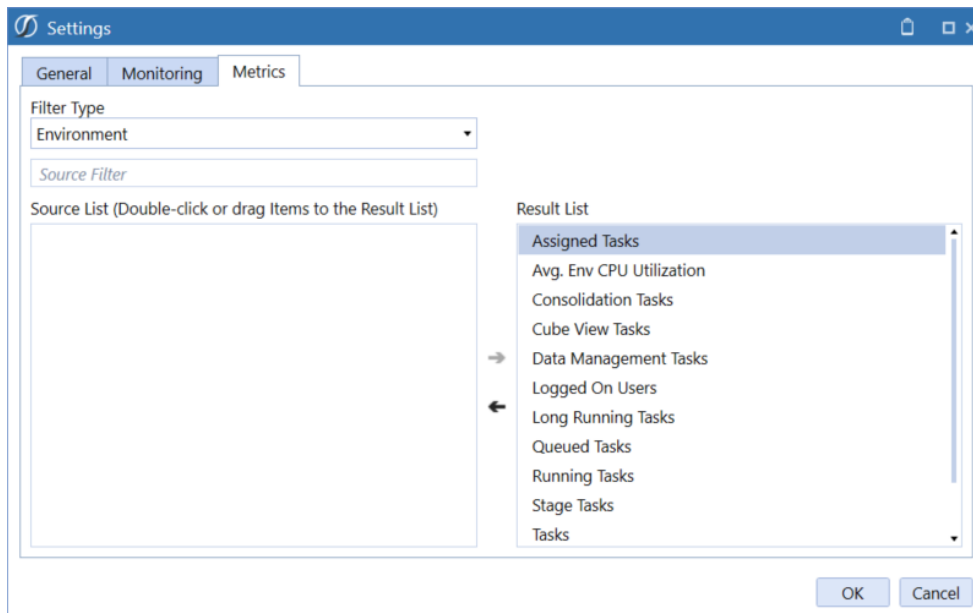 Settings
General Monitoring Metrics
Filter Type
Environment
Source Filter
Source List (Double-click or drag Items to the Result List)
Result List
Assigned Tasks
Avg. Env CPU Utilization
Consolidation Tasks
Cube View Tasks
Data Management Tasks
Logged On Users
Long Running Tasks
Queued Tasks
Running Tasks
Stage Tasks
Tasks
OK Cancel